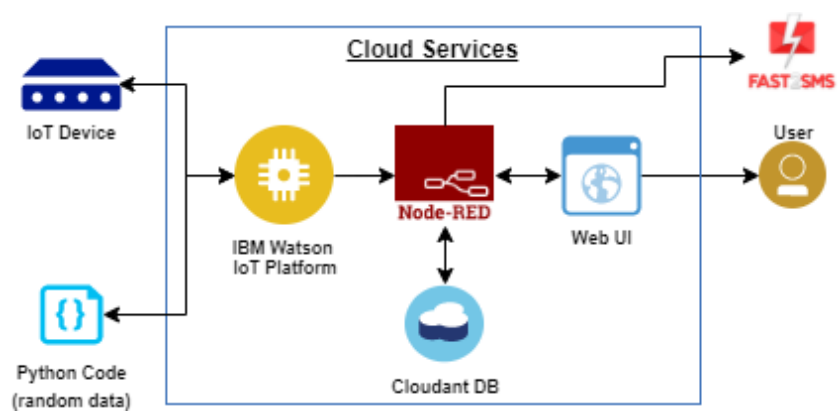 Cloud Services
FAST2SMS
IoT Device
User
Node-RED
IBM Watson
IoT Platform
Web UI
Python Code
(random data)
Cloudant DB